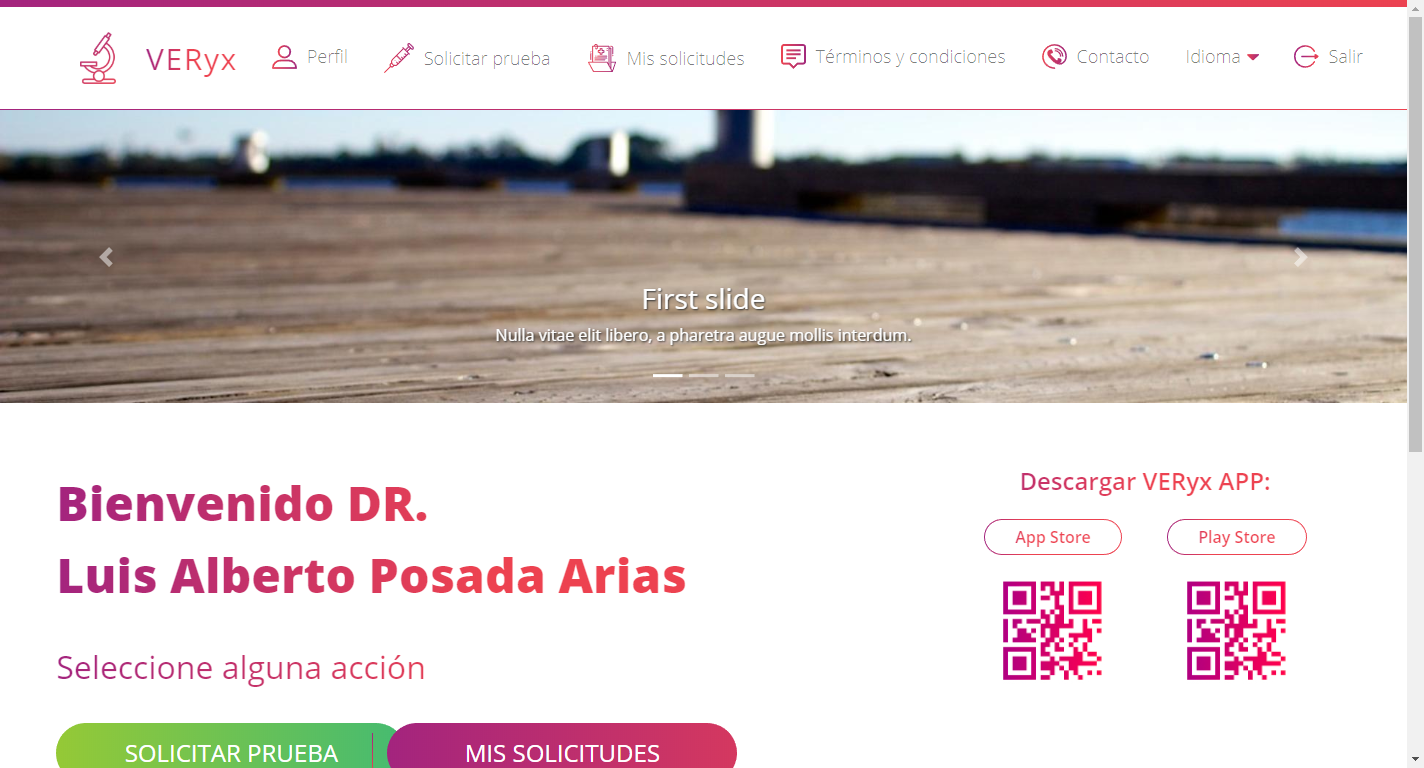 VERyx
Perfil
Solicitar prueba
Mis solicitudes
Términos y condiciones
Contacto
Idioma
Salir
First slide
Nulla vitae elit libero, a pharetra augue mollis interdum.
Bienvenido DR.
Luis Alberto Posada Arias
Seleccione alguna acción
SOLICITAR PRUEBA
MIS SOLICITUDES
Descargar VERyx APP:
App Store
Play Store